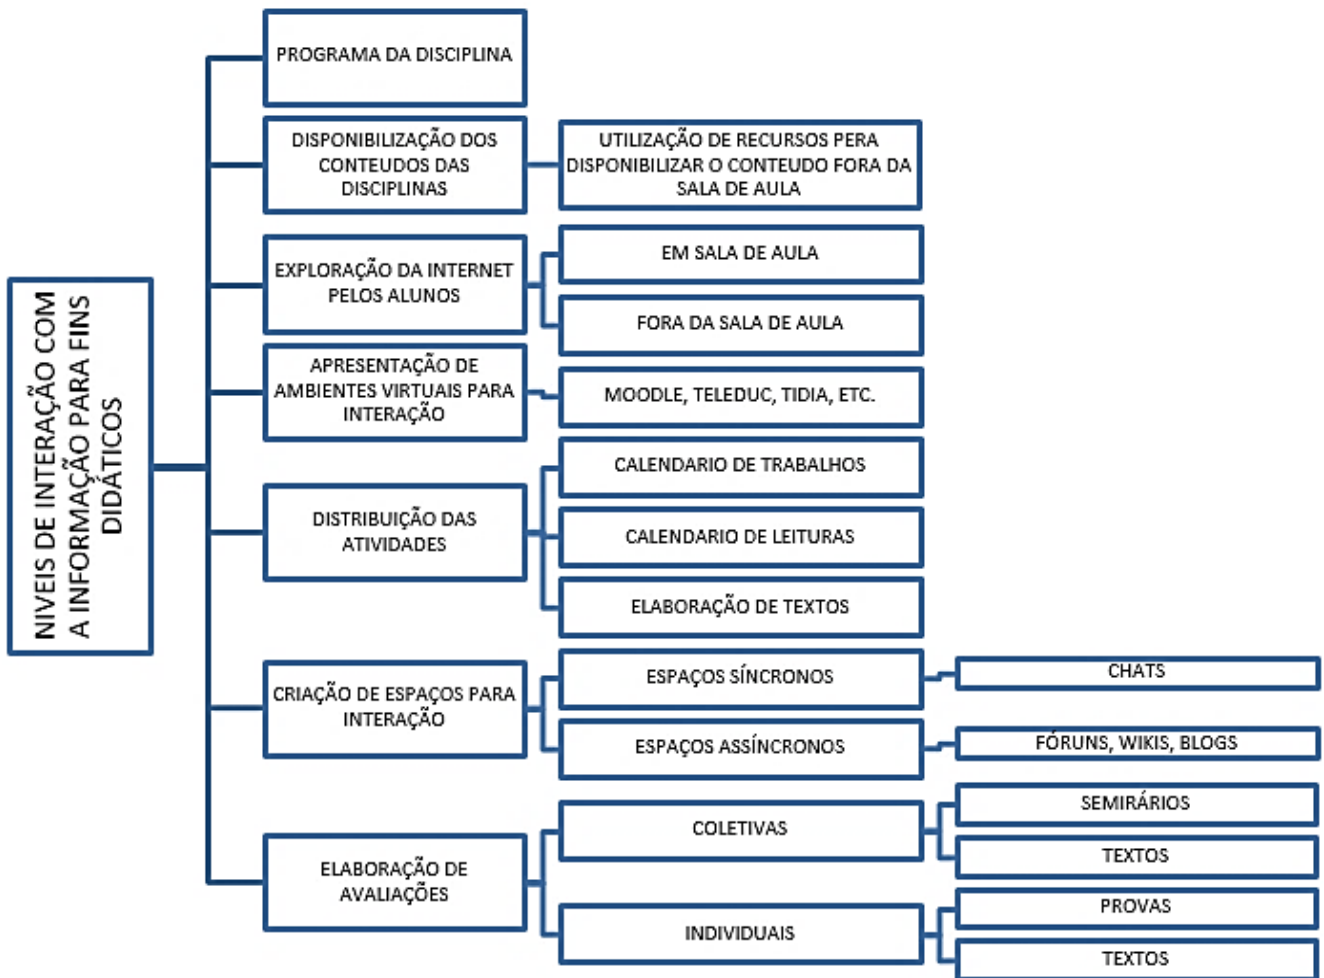 NIVEIS DE INTERAÇÃO COM
A INFORMAÇÃO PARA FINS
DIDÁTICOS
PROGRAMA DA DISCIPLINA
DISPONIBILIZAÇÃO DOS
CONTEUDOS DAS
DISCIPLINAS
UTILIZAÇÃO DE RECURSOS PERA
DISPONIBILIZAR O CONTEUDO FORA DA
SALA DE AULA
EXPLORAÇÃO DA INTERNET
PELOS ALUNOS
EM SALA DE AULA
FORA DA SALA DE AULA
APRESENTAÇÃO DE
AMBIENTES VIRTUAIS PARA
INTERAÇÃO
MOODLE, TELEDUC, TIDIA, ETC.
DISTRIBUIÇÃO DAS
ATIVIDADES
CALENDARIO DE TRABALHOS
CALENDARIO DE LEITURAS
ELABORAÇÃO DE TEXTOS
CRIAÇÃO DE ESPAÇOS PARA
INTERAÇÃO
ESPAÇOS SÍNCRONOS
CHATS
ESPAÇOS ASSÍNCRONOS
FÓRUNS, WIKIS, BLOGS
ELABORAÇÃO DE
AVALIAÇÕES
COLETIVAS
SEMIRÁRIOS
TEXTOS
INDIVIDUAIS
PROVAS
TEXTOS